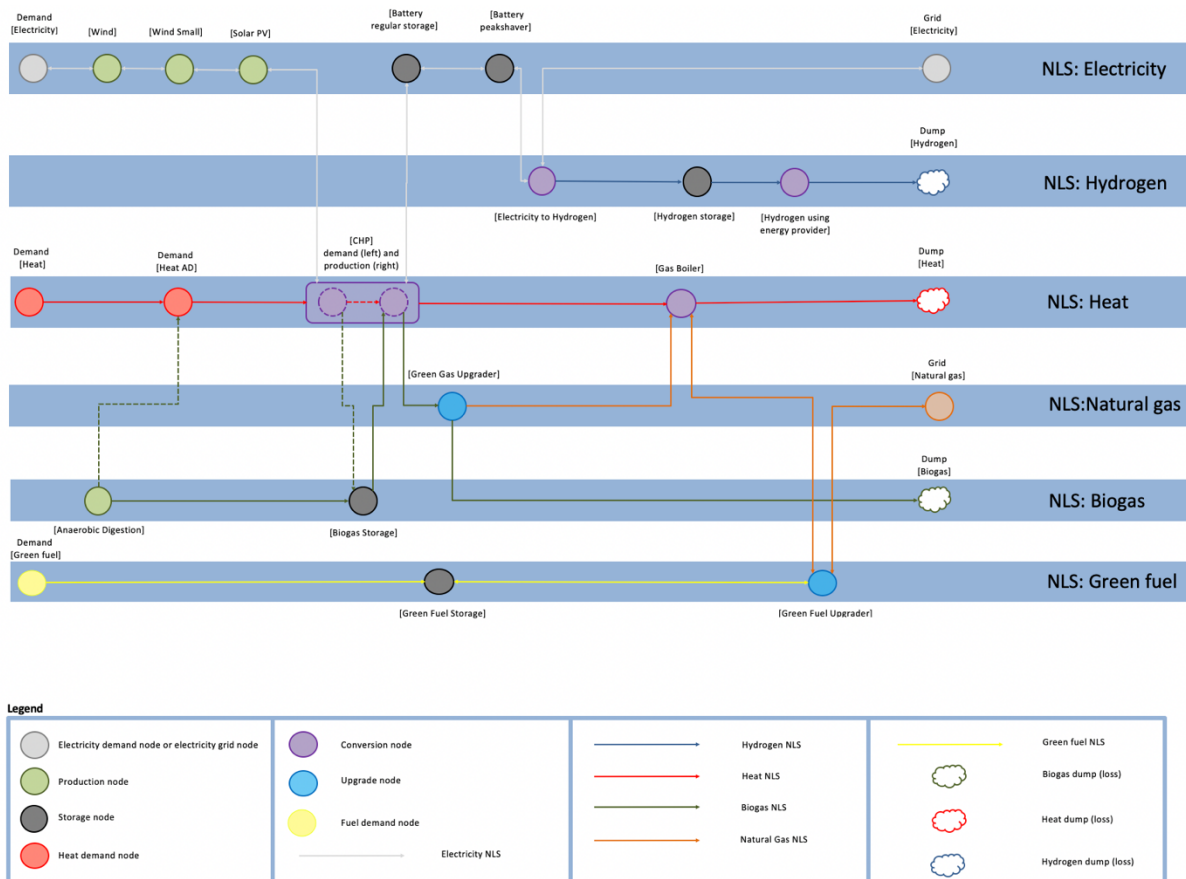 Demand
[Electricity]
[Wind]
[Wind Small]
[Solar PV]
[Battery
regular storage]
[Battery
peakshaver]
Grid
[Electricity]
NLS: Electricity
Dump
[Hydrogen]
NLS: Hydrogen
[Electricity to Hydrogen]
[Hydrogen storage]
[Hydrogen using
energy provider]
Demand
[Heat]
Demand
[Heat AD]
[CHP]
demand (left) and
production (right)
[Gas Boiler]
Dump
[Heat]
NLS: Heat
[Green Gas Upgrader]
Grid
[Natural gas]
NLS:Natural gas
Dump
[Biogas]
NLS: Biogas
[Anaerobic Digestion]
[Biogas Storage]
Demand
[Green fuel]
NLS: Green fuel
[Green Fuel Storage]
[Green Fuel Upgrader]
Legend
Electricity demand node or electricity grid node
Production node
Storage node
Heat demand node
Conversion node
Upgrade node
Fuel demand node
Electricity NLS
Hydrogen NLS
Heat NLS
Biogas NLS
Natural Gas NLS
Green fuel NLS
Biogas dump (loss)
Heat dump (loss)
Hydrogen dump (loss)